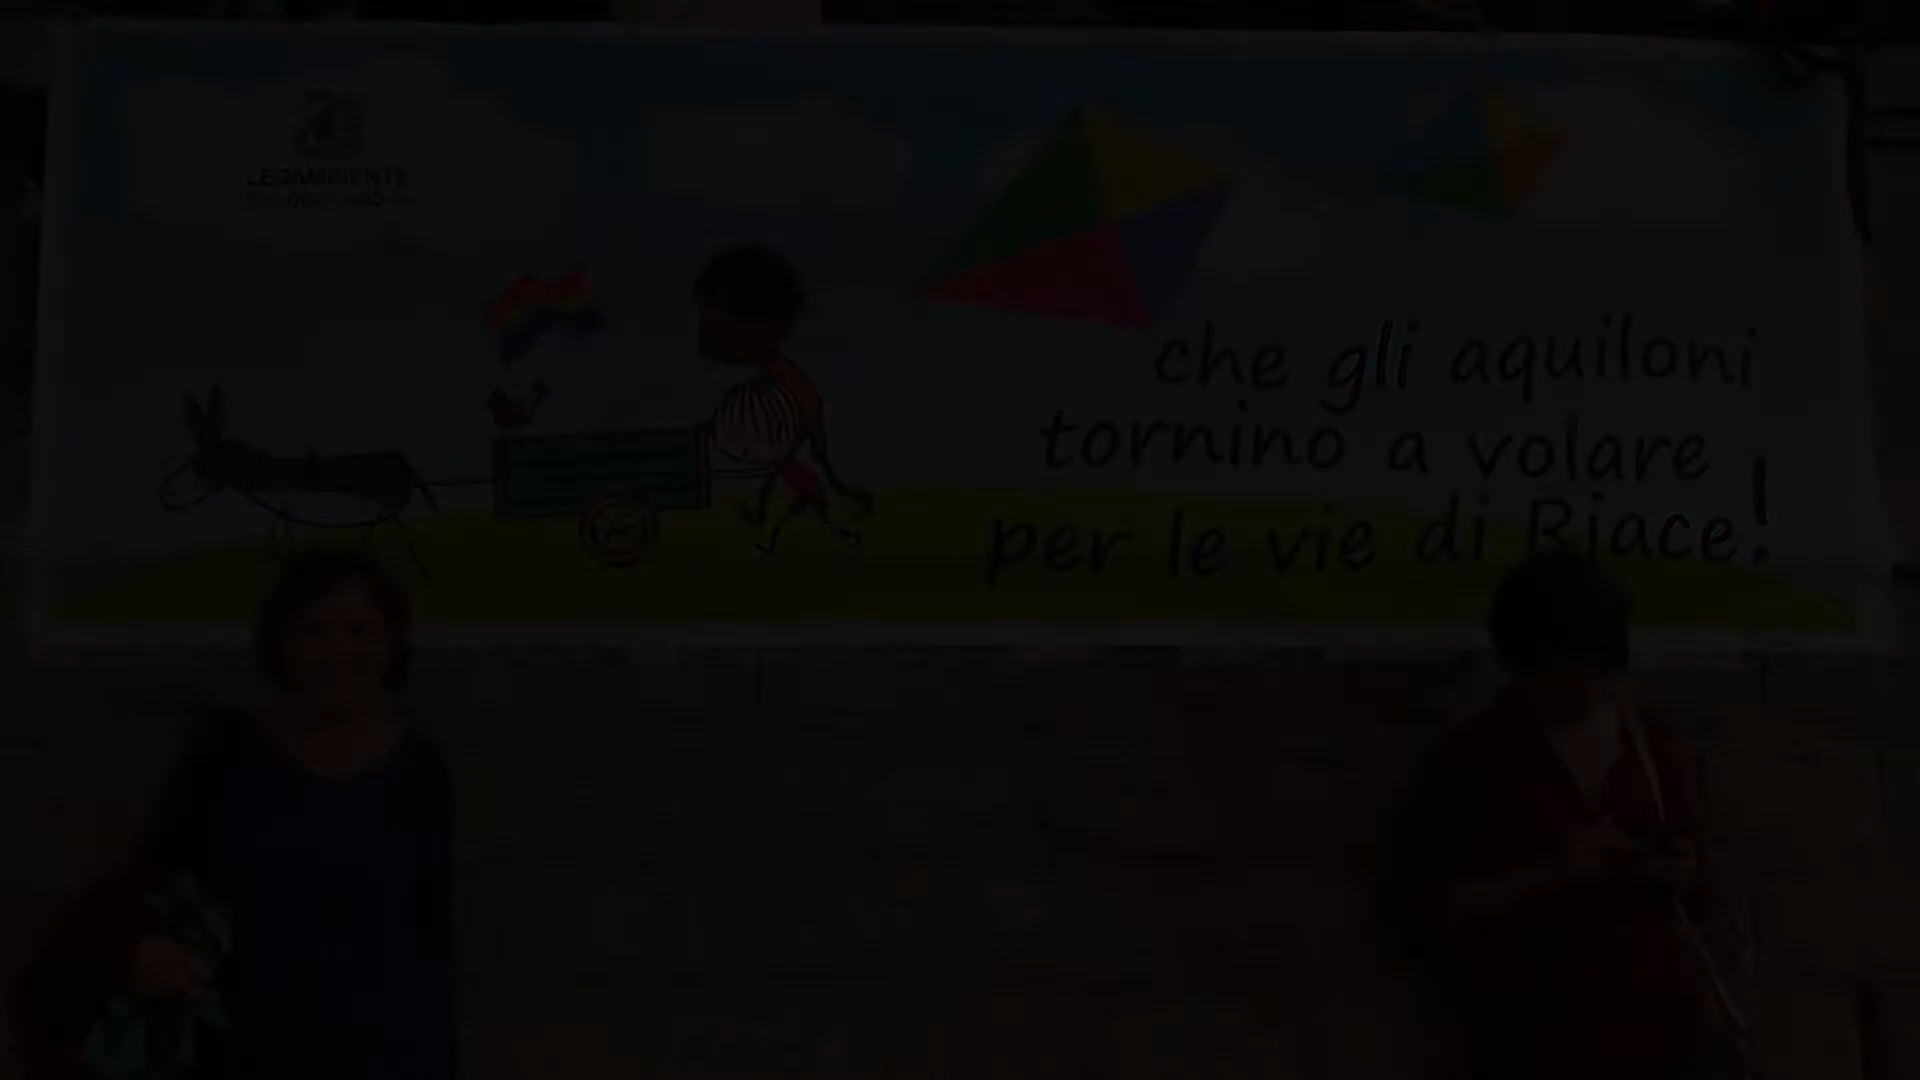 LEGAMBIENTE
che gli aquiloni
tornino a volare
per le vie di Riace!